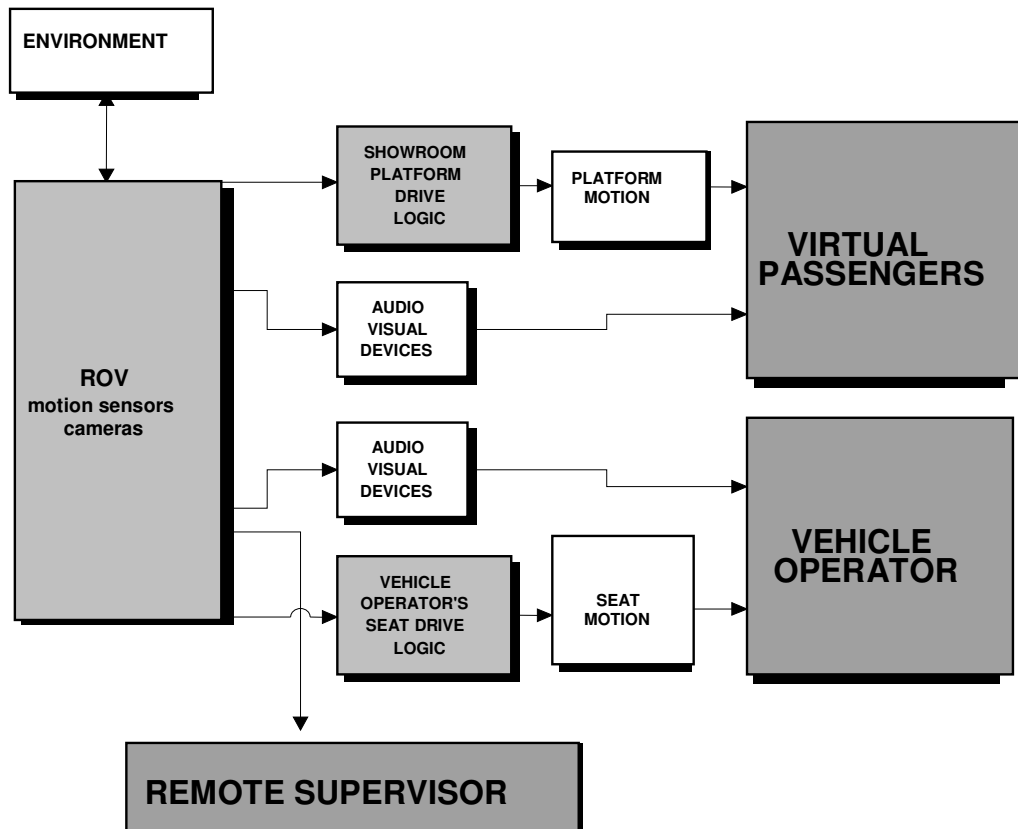 ENVIRONMENT
SHOWROOM
PLATFORM
DRIVE
LOGIC
PLATFORM
MOTION
VIRTUAL
PASSENGERS
AUDIO
VISUAL
DEVICES
ROV
motion sensors
cameras
AUDIO
VISUAL
DEVICES
VEHICLE
OPERATOR
VEHICLE
OPERATOR'S
SEAT DRIVE
LOGIC
SEAT
MOTION
REMOTE SUPERVISOR